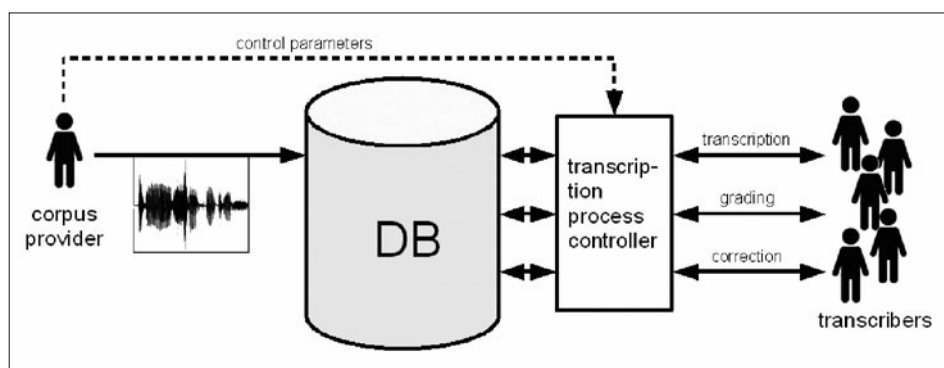 control parameters
corpus
provider
DB
transcrip-
tion
process
controller
transcription
grading
correction
transcribers